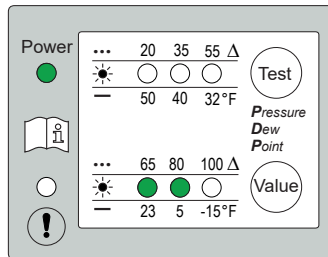 Power
••• 20 35 55 Δ
Test
— 50 40 32°F
Pressure
Dew
Point
i
••• 65 80 100 Δ
Value
— 23 5 -15°F
!